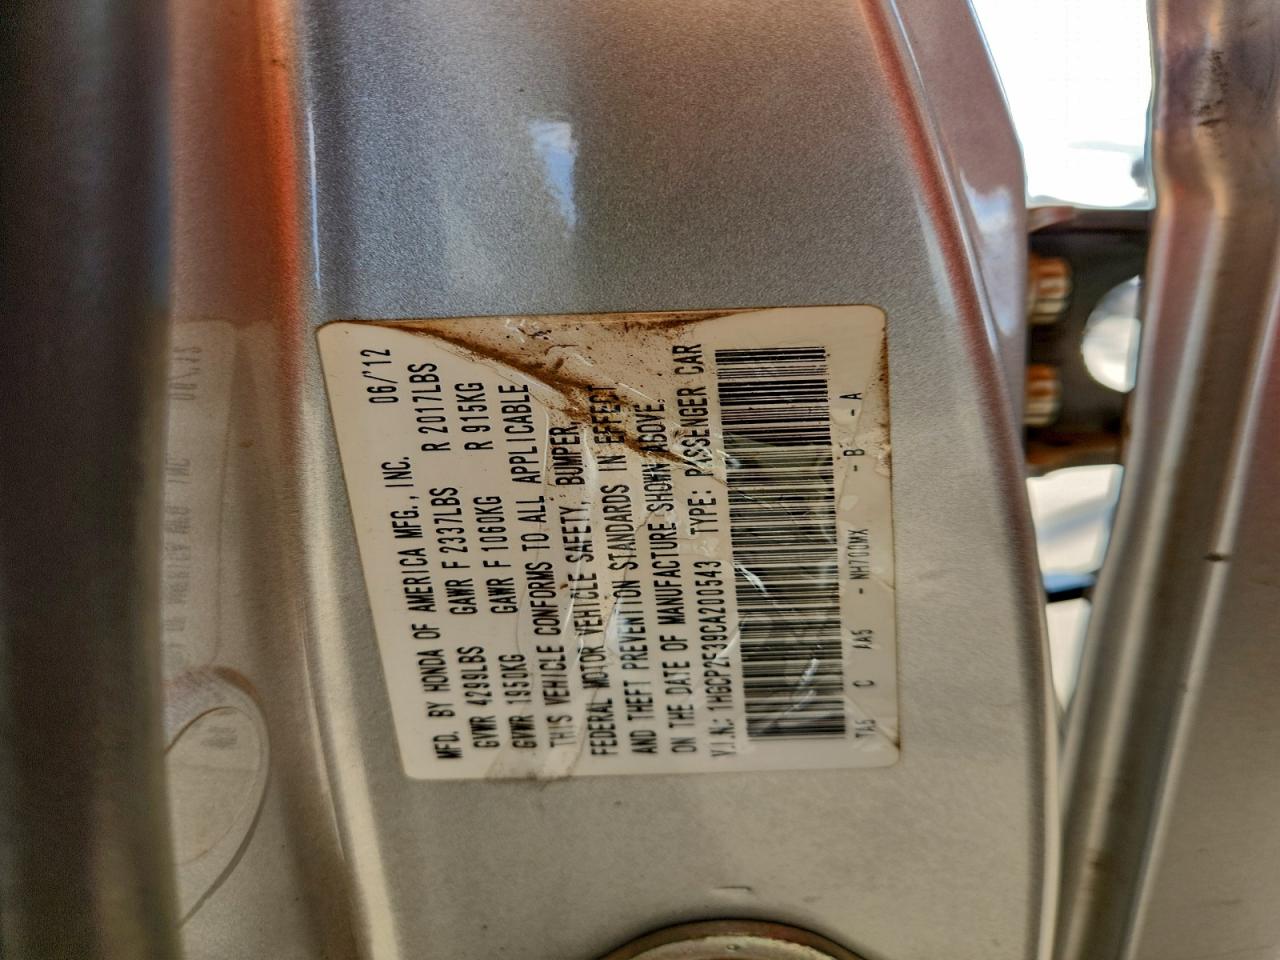 MFD. BY HONDA OF AMERICA MFG., INC. 06/'12
GVWR 4299LBS GAWR F 2337LBS R 2017LBS
GVWR 1950KG GAWR F 1060KG R 915KG
THIS VEHICLE CONFORMS TO ALL APPLICABLE
FEDERAL MOTOR VEHICLE SAFETY, BUMPER,
AND THEFT PREVENTION STANDARDS IN EFFECT
ON THE DATE OF MANUFACTURE SHOWN ABOVE.
V.I.N: 1HGCP2F39CA200543 TYPE: PASSENGER CAR
TA5 C AA5 - NH700MX - B - A